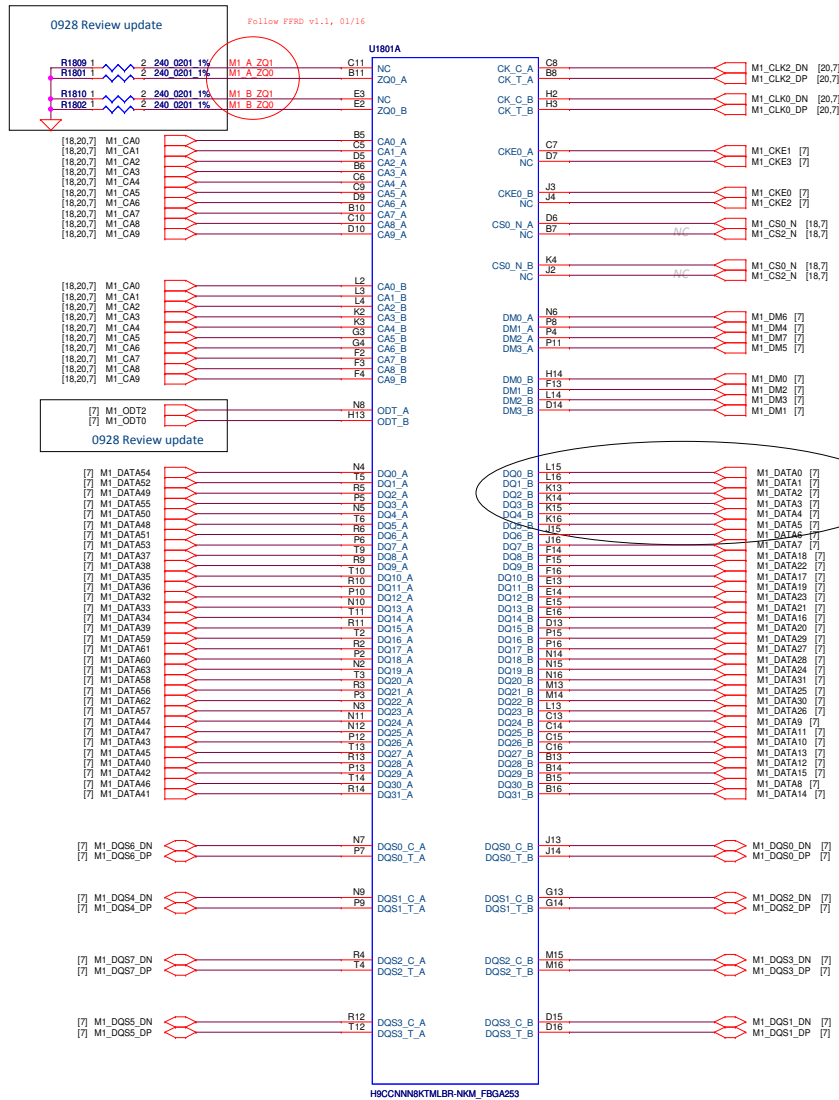 0928 Review update
Follow FFRD v1.1, 01/16
U1801A
R1809 1 2 240_0201_1% M1_A_ZQ1 C11 NC
R1801 1 2 240_0201_1% M1_A_ZQ0 B11 ZQ0_A
R1810 1 2 240_0201_1% M1_B_ZQ1 E3 NC
R1802 1 2 240_0201_1% M1_B_ZQ0 E2 ZQ0_B
[18,20,7] M1_CA0 B5 CA0_A
[18,20,7] M1_CA1 C5 CA1_A
[18,20,7] M1_CA2 D5 CA2_A
[18,20,7] M1_CA3 B6 CA3_A
[18,20,7] M1_CA4 C6 CA4_A
[18,20,7] M1_CA5 C9 CA5_A
[18,20,7] M1_CA6 D9 CA6_A
[18,20,7] M1_CA7 B10 CA7_A
[18,20,7] M1_CA8 C10 CA8_A
[18,20,7] M1_CA9 D10 CA9_A
[18,20,7] M1_CA0 L2 CA0_B
[18,20,7] M1_CA1 L3 CA1_B
[18,20,7] M1_CA2 L4 CA2_B
[18,20,7] M1_CA3 K2 CA3_B
[18,20,7] M1_CA4 K3 CA4_B
[18,20,7] M1_CA5 G3 CA5_B
[18,20,7] M1_CA6 G4 CA6_B
[18,20,7] M1_CA7 F2 CA7_B
[18,20,7] M1_CA8 F3 CA8_B
[18,20,7] M1_CA9 F4 CA9_B
[7] M1_ODT2 N8 ODT_A
[7] M1_ODT0 H13 ODT_B
0928 Review update
[7] M1_DATA54 N4 DQ0_A
[7] M1_DATA52 T5 DQ1_A
[7] M1_DATA49 R5 DQ2_A
[7] M1_DATA55 P5 DQ3_A
[7] M1_DATA50 N5 DQ4_A
[7] M1_DATA48 T6 DQ5_A
[7] M1_DATA51 R6 DQ6_A
[7] M1_DATA53 P6 DQ7_A
[7] M1_DATA37 T9 DQ8_A
[7] M1_DATA38 R9 DQ9_A
[7] M1_DATA35 T10 DQ10_A
[7] M1_DATA36 R10 DQ11_A
[7] M1_DATA32 P10 DQ12_A
[7] M1_DATA33 N10 DQ13_A
[7] M1_DATA34 T11 DQ14_A
[7] M1_DATA39 R11 DQ15_A
[7] M1_DATA59 T2 DQ16_A
[7] M1_DATA61 R2 DQ17_A
[7] M1_DATA60 P2 DQ18_A
[7] M1_DATA63 N2 DQ19_A
[7] M1_DATA58 T3 DQ20_A
[7] M1_DATA56 R3 DQ21_A
[7] M1_DATA62 P3 DQ22_A
[7] M1_DATA57 N3 DQ23_A
[7] M1_DATA44 N11 DQ24_A
[7] M1_DATA47 N12 DQ25_A
[7] M1_DATA43 P12 DQ26_A
[7] M1_DATA45 T13 DQ27_A
[7] M1_DATA40 R13 DQ28_A
[7] M1_DATA42 P13 DQ29_A
[7] M1_DATA46 T14 DQ30_A
[7] M1_DATA41 R14 DQ31_A
[7] M1_DQS6_DN N7 DQS0_C_A
[7] M1_DQS6_DP P7 DQS0_T_A
[7] M1_DQS4_DN N9 DQS1_C_A
[7] M1_DQS4_DP P9 DQS1_T_A
[7] M1_DQS7_DN R4 DQS2_C_A
[7] M1_DQS7_DP T4 DQS2_T_A
[7] M1_DQS5_DN R12 DQS3_C_A
[7] M1_DQS5_DP T12 DQS3_T_A
CK_C_A C8 M1_CLK2_DN [20,7]
CK_T_A B8 M1_CLK2_DP [20,7]
CK_C_B H2 M1_CLK0_DN [20,7]
CK_T_B H3 M1_CLK0_DP [20,7]
CKE0_A C7 M1_CKE1 [7]
NC D7 M1_CKE3 [7]
CKE0_B J3 M1_CKE0 [7]
NC J4 M1_CKE2 [7]
CS0_N_A D6 M1_CS0_N [18,7]
NC B7 NC M1_CS2_N [18,7]
CS0_N_B K4 M1_CS0_N [18,7]
NC J2 NC M1_CS2_N [18,7]
DM0_A N6 M1_DM6 [7]
DM1_A P8 M1_DM4 [7]
DM2_A P4 M1_DM7 [7]
DM3_A P11 M1_DM5 [7]
DM0_B H14 M1_DM0 [7]
DM1_B F13 M1_DM2 [7]
DM2_B L14 M1_DM3 [7]
DM3_B D14 M1_DM1 [7]
DQ0_B L15 M1_DATA0 [7]
DQ1_B L16 M1_DATA1 [7]
DQ2_B K13 M1_DATA2 [7]
DQ3_B K14 M1_DATA3 [7]
DQ4_B K15 M1_DATA4 [7]
DQ5_B K16 M1_DATA5 [7]
DQ6_B J15 M1_DATA6 [7]
DQ7_B J16 M1_DATA7 [7]
DQ8_B F14 M1_DATA18 [7]
DQ9_B F15 M1_DATA22 [7]
DQ10_B F16 M1_DATA17 [7]
DQ11_B E13 M1_DATA19 [7]
DQ12_B E14 M1_DATA23 [7]
DQ13_B E15 M1_DATA21 [7]
DQ14_B E16 M1_DATA16 [7]
DQ15_B D13 M1_DATA20 [7]
DQ16_B P15 M1_DATA29 [7]
DQ17_B P16 M1_DATA27 [7]
DQ18_B N14 M1_DATA28 [7]
DQ19_B N15 M1_DATA24 [7]
DQ20_B N16 M1_DATA31 [7]
DQ21_B M13 M1_DATA25 [7]
DQ22_B M14 M1_DATA30 [7]
DQ23_B L13 M1_DATA26 [7]
DQ24_B C13 M1_DATA9 [7]
DQ25_B C14 M1_DATA11 [7]
DQ26_B C15 M1_DATA10 [7]
DQ27_B C16 M1_DATA13 [7]
DQ28_B B13 M1_DATA12 [7]
DQ29_B B14 M1_DATA15 [7]
DQ30_B B15 M1_DATA8 [7]
DQ31_B B16 M1_DATA14 [7]
DQS0_C_B J13 M1_DQS0_DN [7]
DQS0_T_B J14 M1_DQS0_DP [7]
DQS1_C_B G13 M1_DQS2_DN [7]
DQS1_T_B G14 M1_DQS2_DP [7]
DQS2_C_B M15 M1_DQS3_DN [7]
DQS2_T_B M16 M1_DQS3_DP [7]
DQS3_C_B D15 M1_DQS1_DN [7]
DQS3_T_B D16 M1_DQS1_DP [7]
H9CCNNN8KTMLBR-NKM_FBGA253